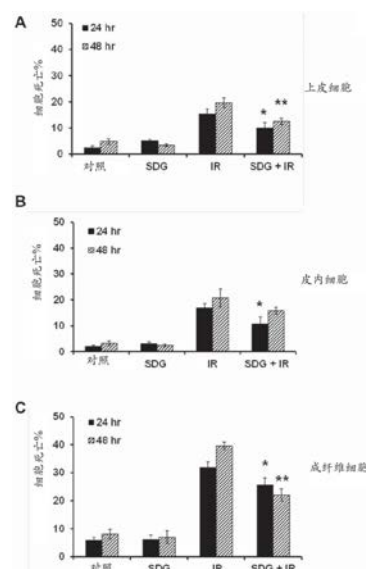 A
24 hr
48 hr
细胞死亡%
50
40
30
20
10
0
对照
SDG
IR
SDG + IR
*
**
上皮细胞
B
24 hr
48 hr
细胞死亡%
50
40
30
20
10
0
对照
SDG
IR
SDG + IR
*
皮内细胞
C
24 hr
48 hr
细胞死亡%
50
40
30
20
10
0
对照
SDG
IR
SDG + IR
*
**
成纤维细胞